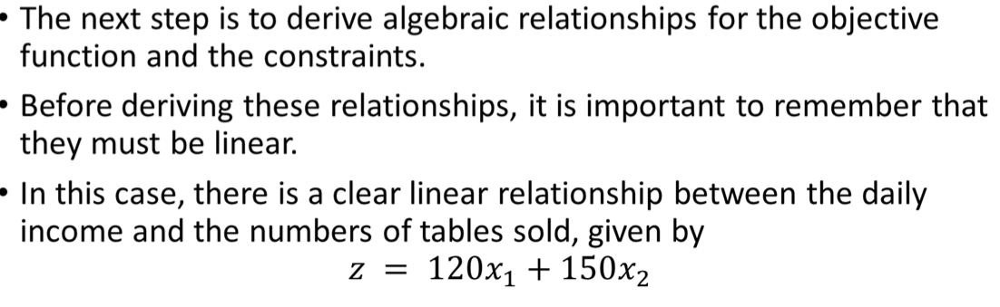 • The next step is to derive algebraic relationships for the objective
function and the constraints.
• Before deriving these relationships, it is important to remember that
they must be linear.
• In this case, there is a clear linear relationship between the daily
income and the numbers of tables sold, given by
z = 120x₁ + 150x₂